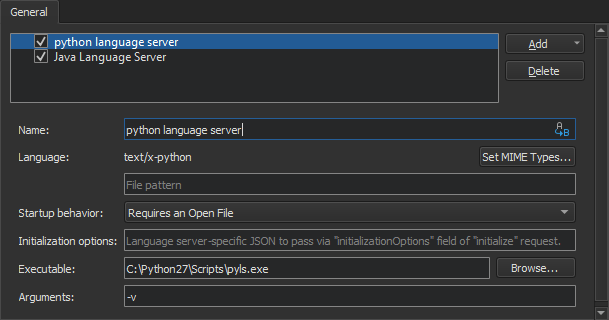 General
python language server
Java Language Server
Add
Delete
Name: python language server
Language: text/x-python Set MIME Types...
File pattern
Startup behavior: Requires an Open File
Initialization options: Language server-specific JSON to pass via "initializationOptions" field of "initialize" request.
Executable: C:\Python27\Scripts\pyls.exe Browse...
Arguments: -v